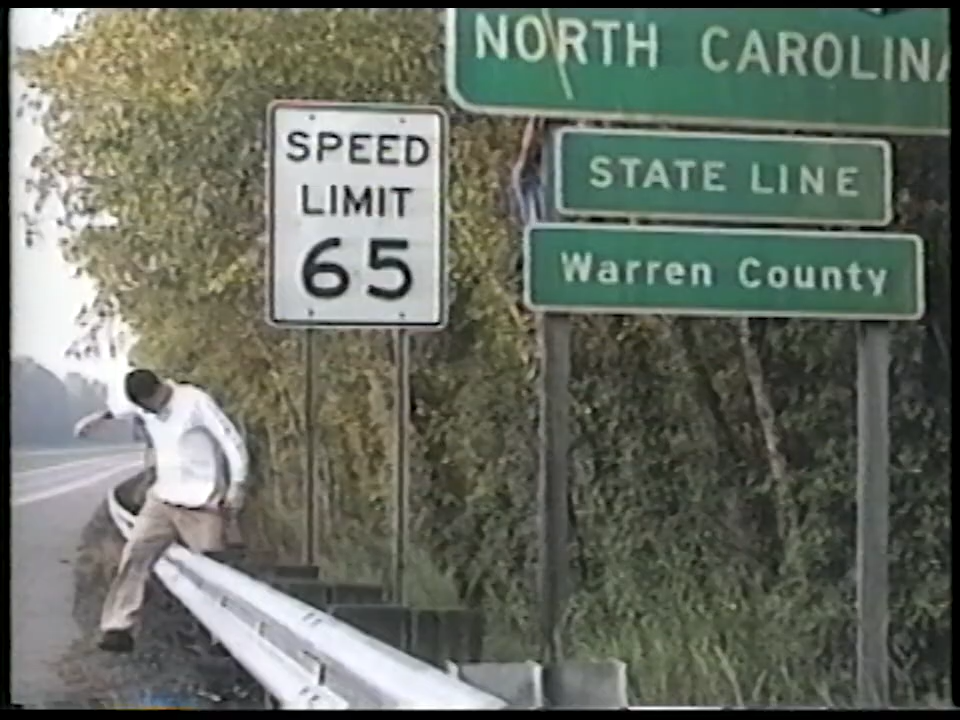 SPEED
LIMIT
65
NORTH CAROLINA
STATE LINE
Warren County